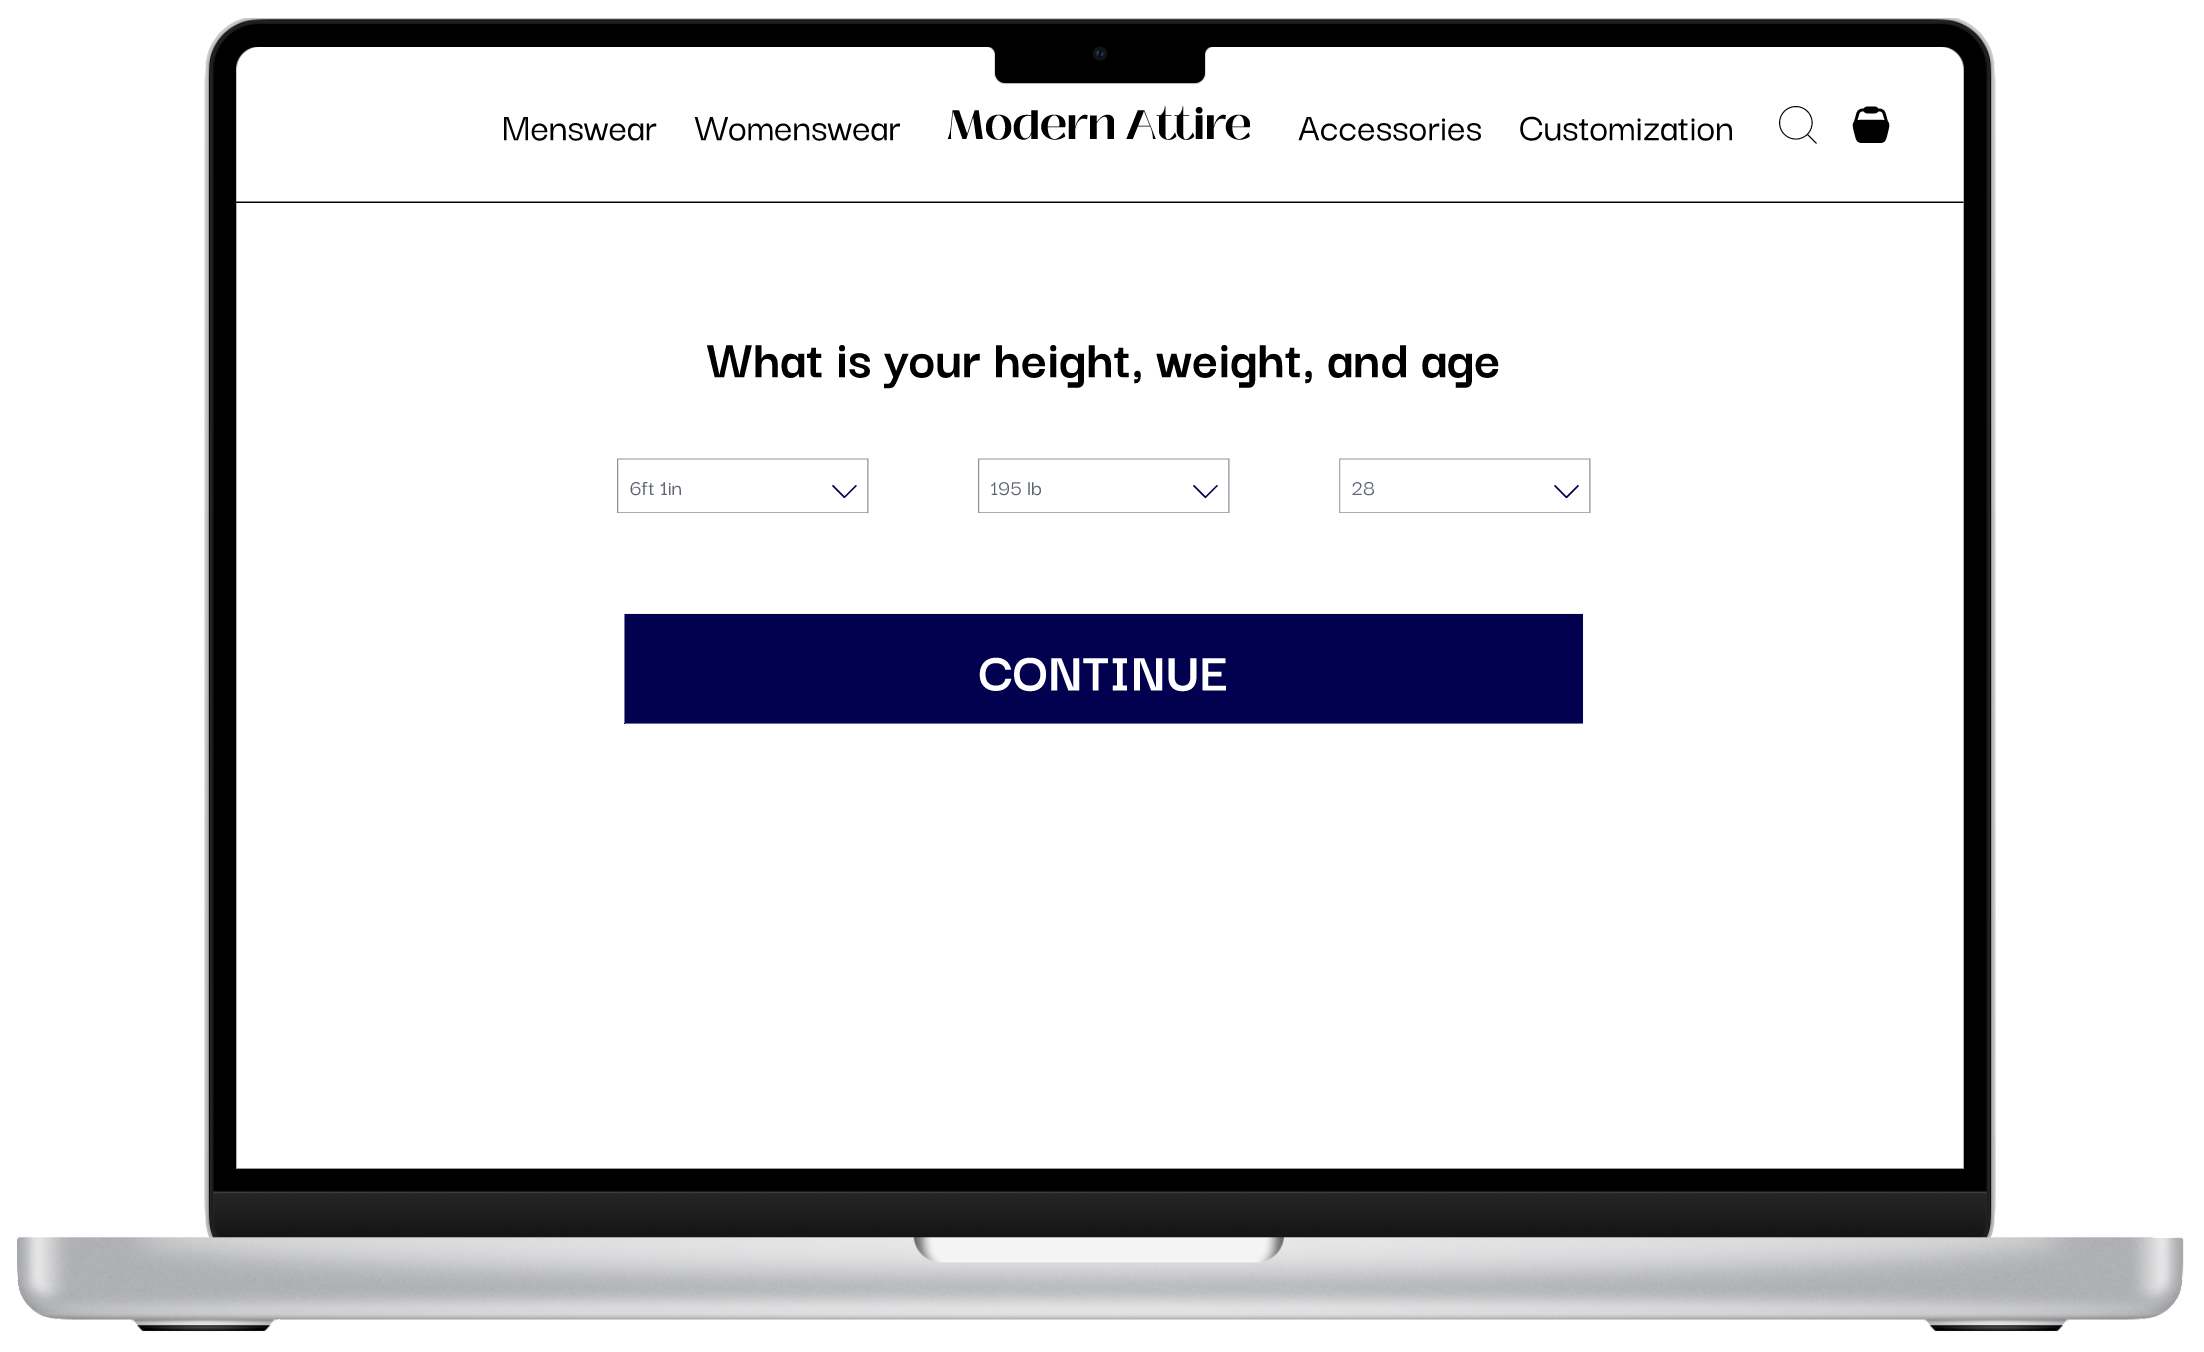 Menswear Womenswear Modern Attire Accessories Customization
What is your height, weight, and age
6ft 1in 195 lb 28
CONTINUE